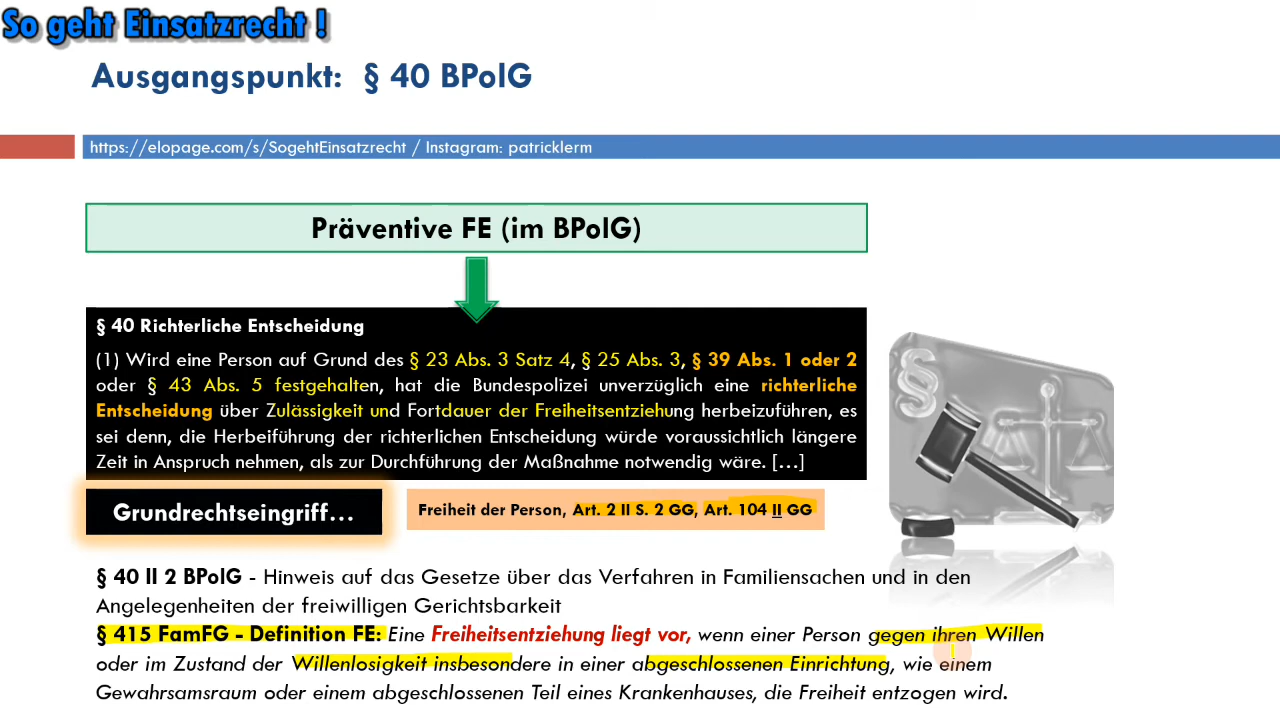 So geht Einsatzrecht !
Ausgangspunkt: § 40 BPolG
https://elopage.com/s/SogehtEinsatzrecht / Instagram: patricklerm
Präventive FE (im BPolG)
§ 40 Richterliche Entscheidung
(1) Wird eine Person auf Grund des § 23 Abs. 3 Satz 4, § 25 Abs. 3, § 39 Abs. 1 oder 2
oder § 43 Abs. 5 festgehalten, hat die Bundespolizei unverzüglich eine richterliche
Entscheidung über Zulässigkeit und Fortdauer der Freiheitsentziehung herbeizuführen, es
sei denn, die Herbeiführung der richterlichen Entscheidung würde voraussichtlich längere
Zeit in Anspruch nehmen, als zur Durchführung der Maßnahme notwendig wäre. [...]
Grundrechtseingriff...
Freiheit der Person, Art. 2 II S. 2 GG, Art. 104 II GG
§
§ 40 II 2 BPolG - Hinweis auf das Gesetze über das Verfahren in Familiensachen und in den
Angelegenheiten der freiwilligen Gerichtsbarkeit
§ 415 FamFG - Definition FE: Eine Freiheitsentziehung liegt vor, wenn einer Person gegen ihren Willen
oder im Zustand der Willenlosigkeit insbesondere in einer abgeschlossenen Einrichtung, wie einem
Gewahrsamsraum oder einem abgeschlossenen Teil eines Krankenhauses, die Freiheit entzogen wird.